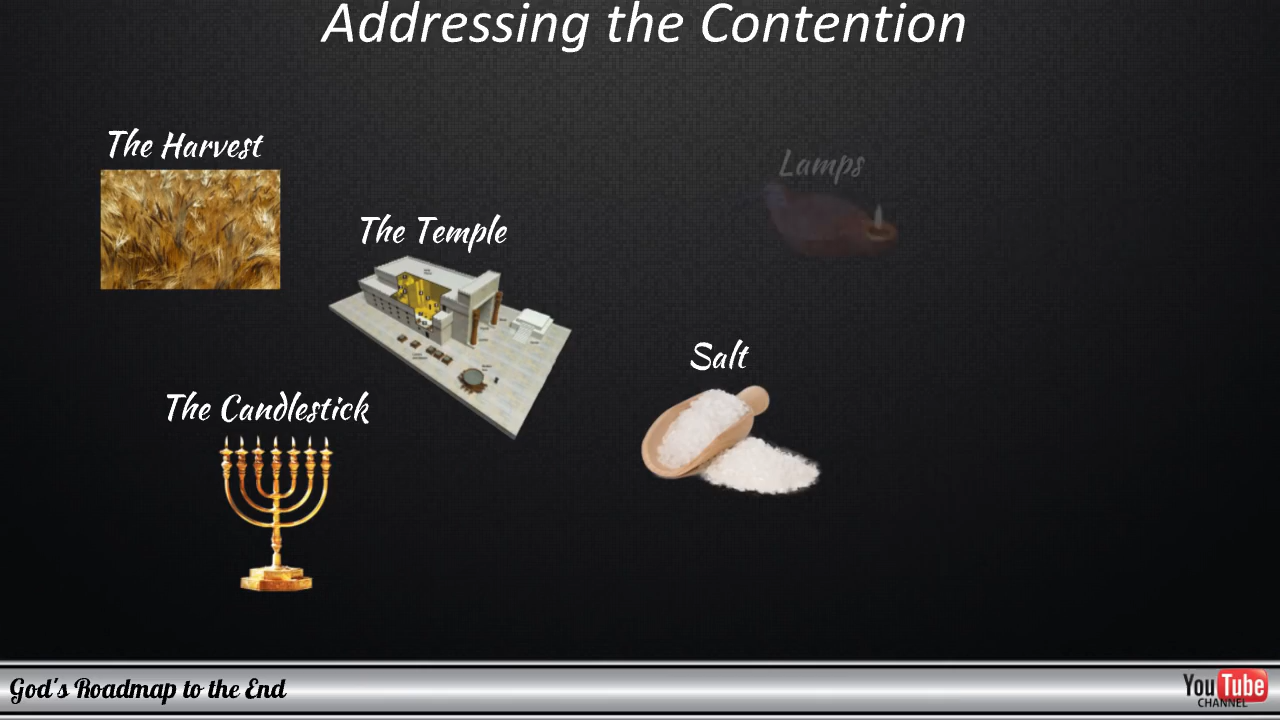 Addressing the Contention
The Harvest
Lamps
The Temple
Salt
The Candlestick
God's Roadmap to the End
YouTube
CHANNEL